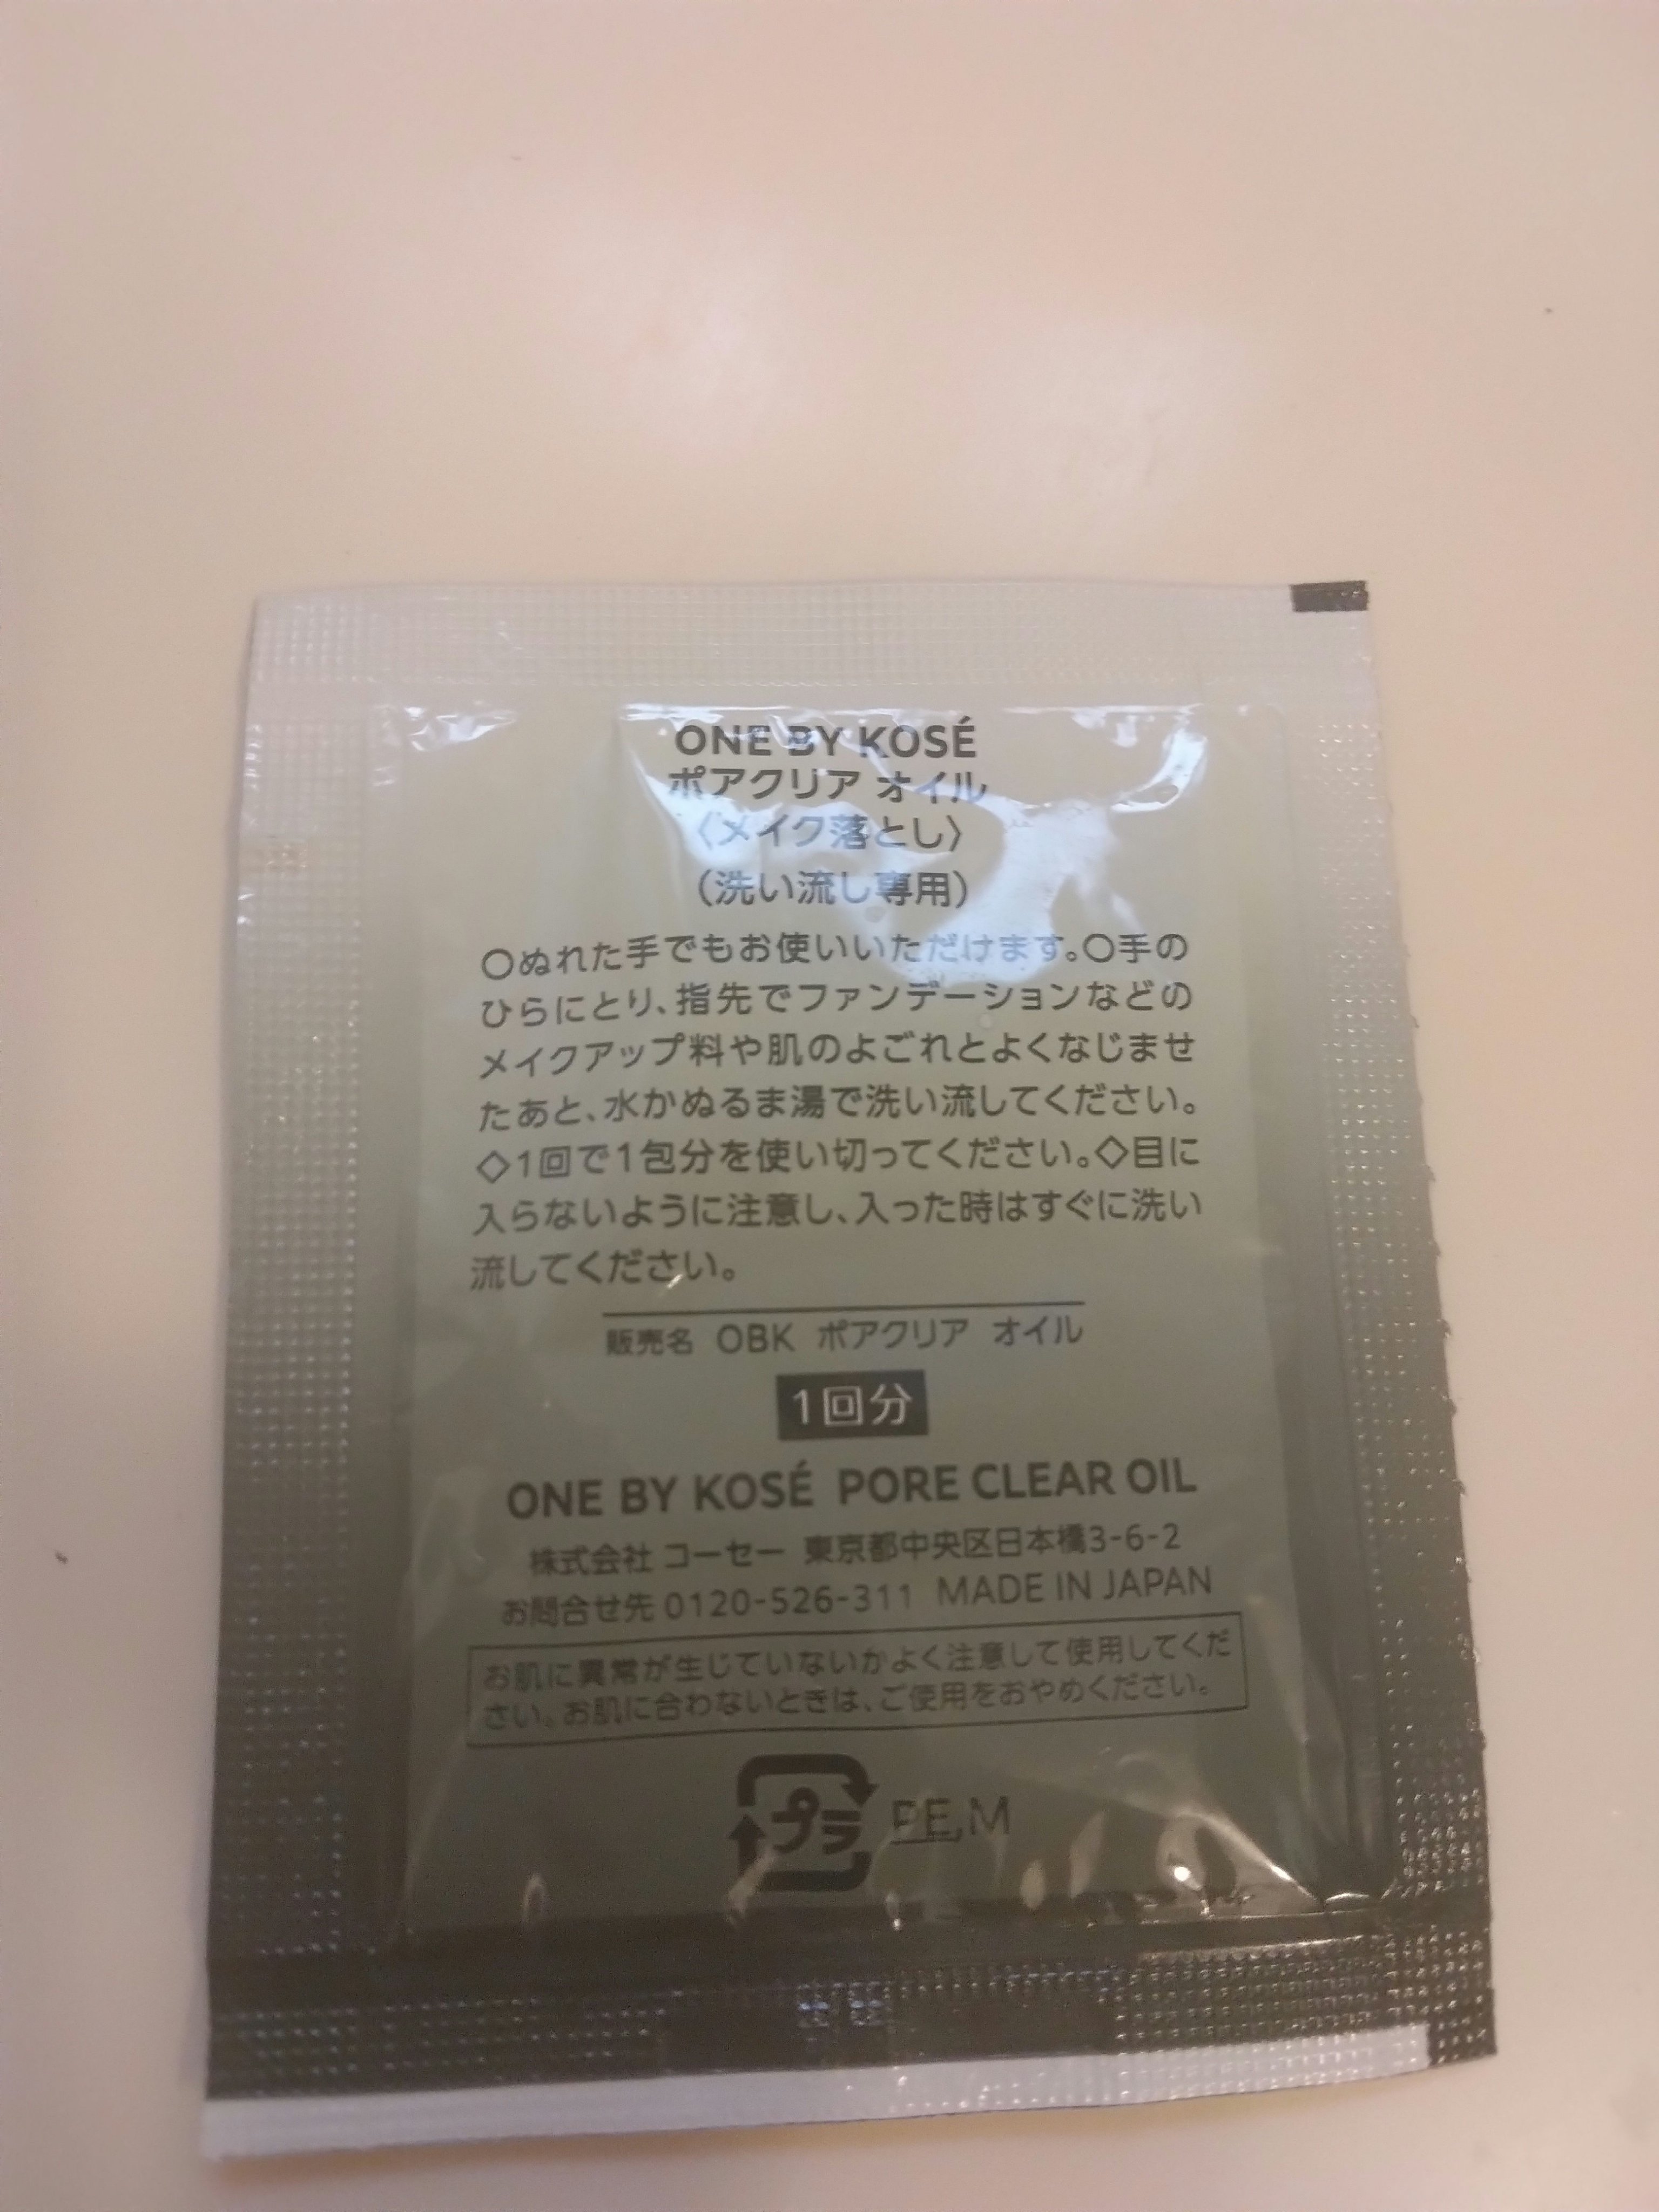 ONE BY KOSÉ
ポアクリア オイル
〈メイク落とし〉
(洗い流し専用)
○ぬれた手でもお使いいただけます。○手の
ひらにとり、指先でファンデーションなどの
メイクアップ料や肌のよごれとよくなじませ
たあと、水かぬるま湯で洗い流してください。
◇1回で1包分を使い切ってください。◇目に
入らないように注意し、入った時はすぐに洗い
流してください。
販売名 OBK ポアクリア オイル
1回分
ONE BY KOSÉ PORE CLEAR OIL
株式会社 コーセー 東京都中央区日本橋3-6-2
お問合せ先 0120-526-311 MADE IN JAPAN
お肌に異常が生じていないかよく注意して使用してくだ
さい。お肌に合わないときは、ご使用をおやめください。
プラ PE,M